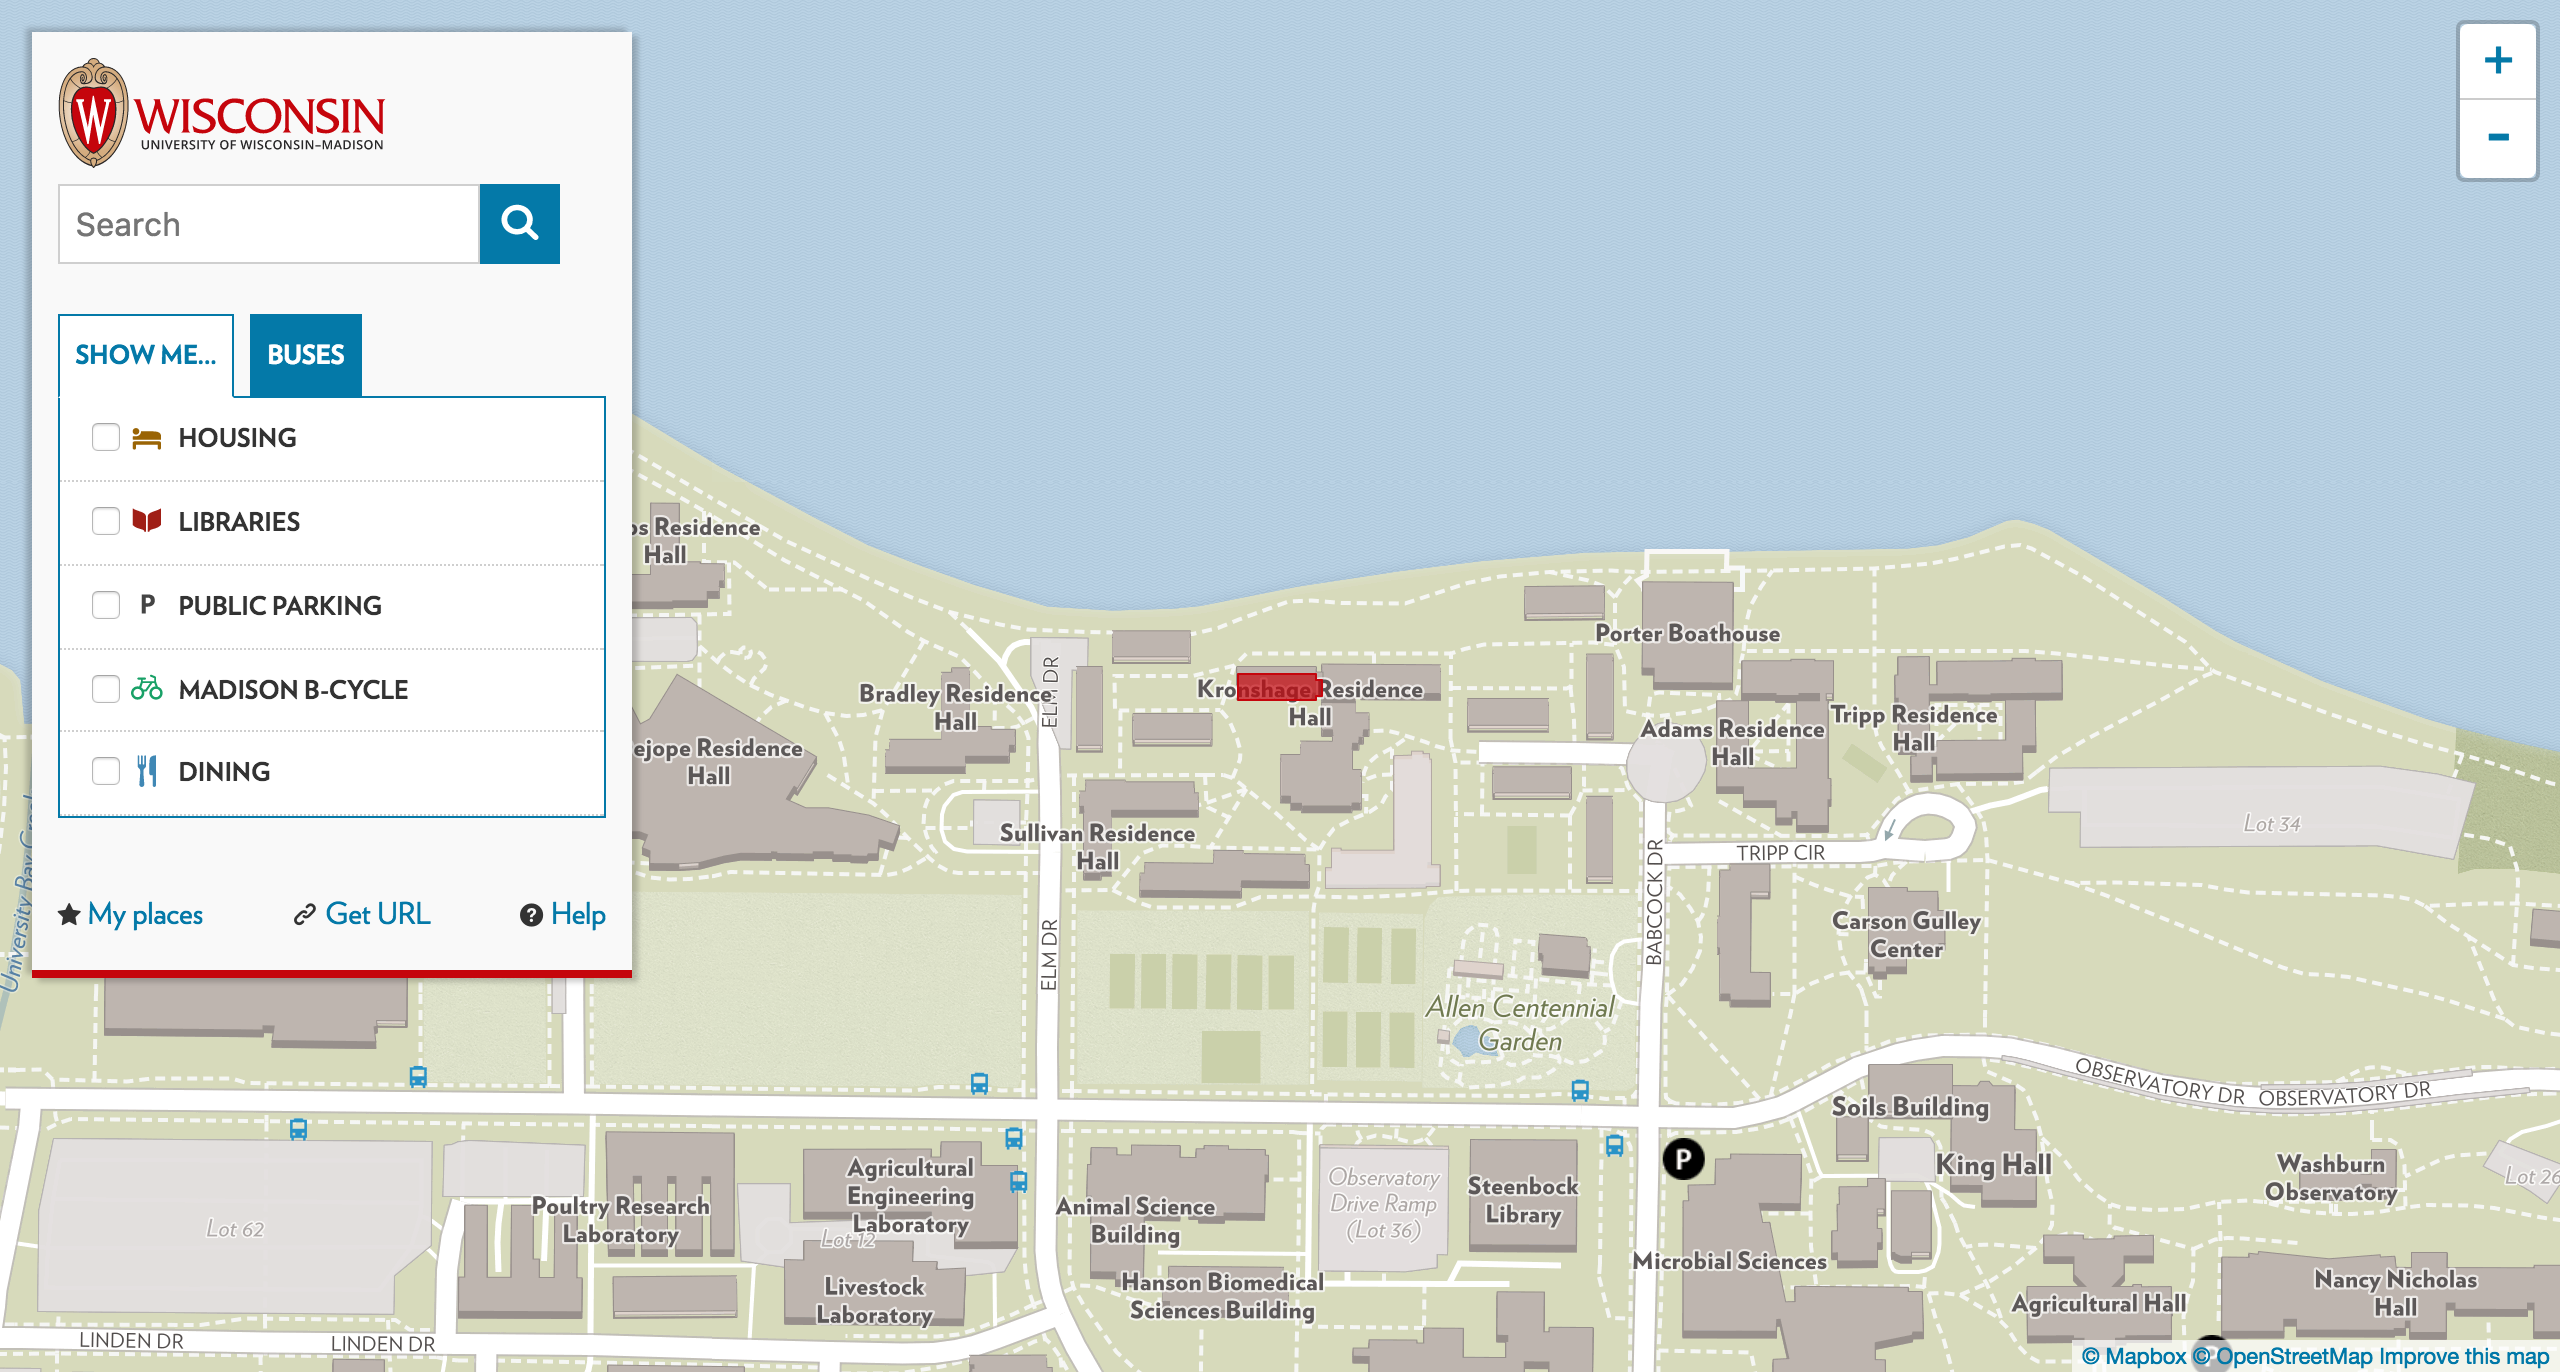 W
WISCONSIN
UNIVERSITY OF WISCONSIN–MADISON
Search
SHOW ME...
BUSES
HOUSING
LIBRARIES
P PUBLIC PARKING
MADISON B-CYCLE
DINING
My places
Get URL
? Help
+
−
Residence
Hall
Bradley Residence
Hall
ELM DR
Kronshage Residence
Hall
Porter Boathouse
Adams Residence
Hall
Tripp Residence
Hall
ejope Residence
Hall
Sullivan Residence
Hall
Lot 34
TRIPP CIR
BABCOCK DR
Carson Gulley
Center
ELM DR
University Bay
Allen Centennial
Garden
OBSERVATORY DR
OBSERVATORY DR
Soils Building
P
King Hall
Washburn
Observatory
Lot 26
Agricultural
Engineering
Laboratory
Observatory
Drive Ramp
(Lot 36)
Steenbock
Library
Poultry Research
Laboratory
Animal Science
Building
Lot 62
Lot 12
Microbial Sciences
Livestock
Laboratory
Hanson Biomedical
Sciences Building
Agricultural Hall
Nancy Nicholas
Hall
LINDEN DR
LINDEN DR
© Mapbox © OpenStreetMap Improve this map